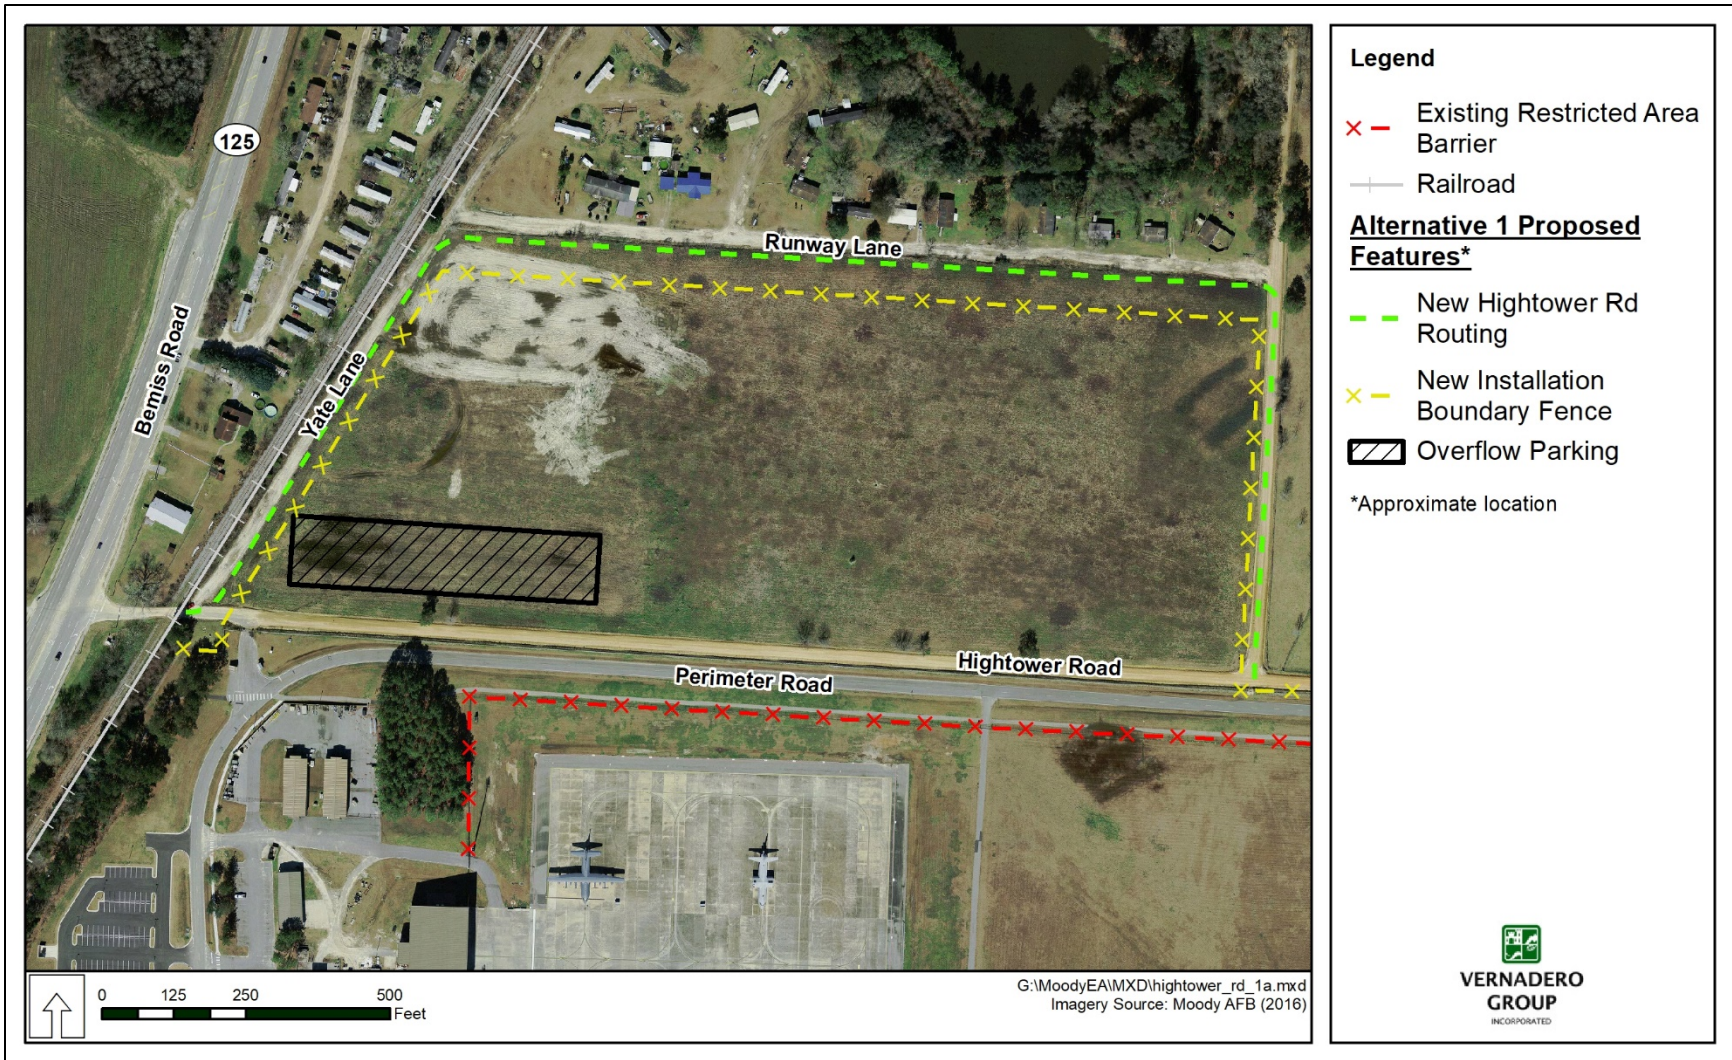 125
Bemiss Road
Yate Lane
Runway Lane
Hightower Road
Perimeter Road
0 125 250 500
Feet
G:\MoodyEA\MXD\hightower_rd_1a.mxd
Imagery Source: Moody AFB (2016)
Legend
Existing Restricted Area
Barrier
Railroad
Alternative 1 Proposed
Features*
New Hightower Rd
Routing
New Installation
Boundary Fence
Overflow Parking
*Approximate location
VERNADERO
GROUP
INCORPORATED